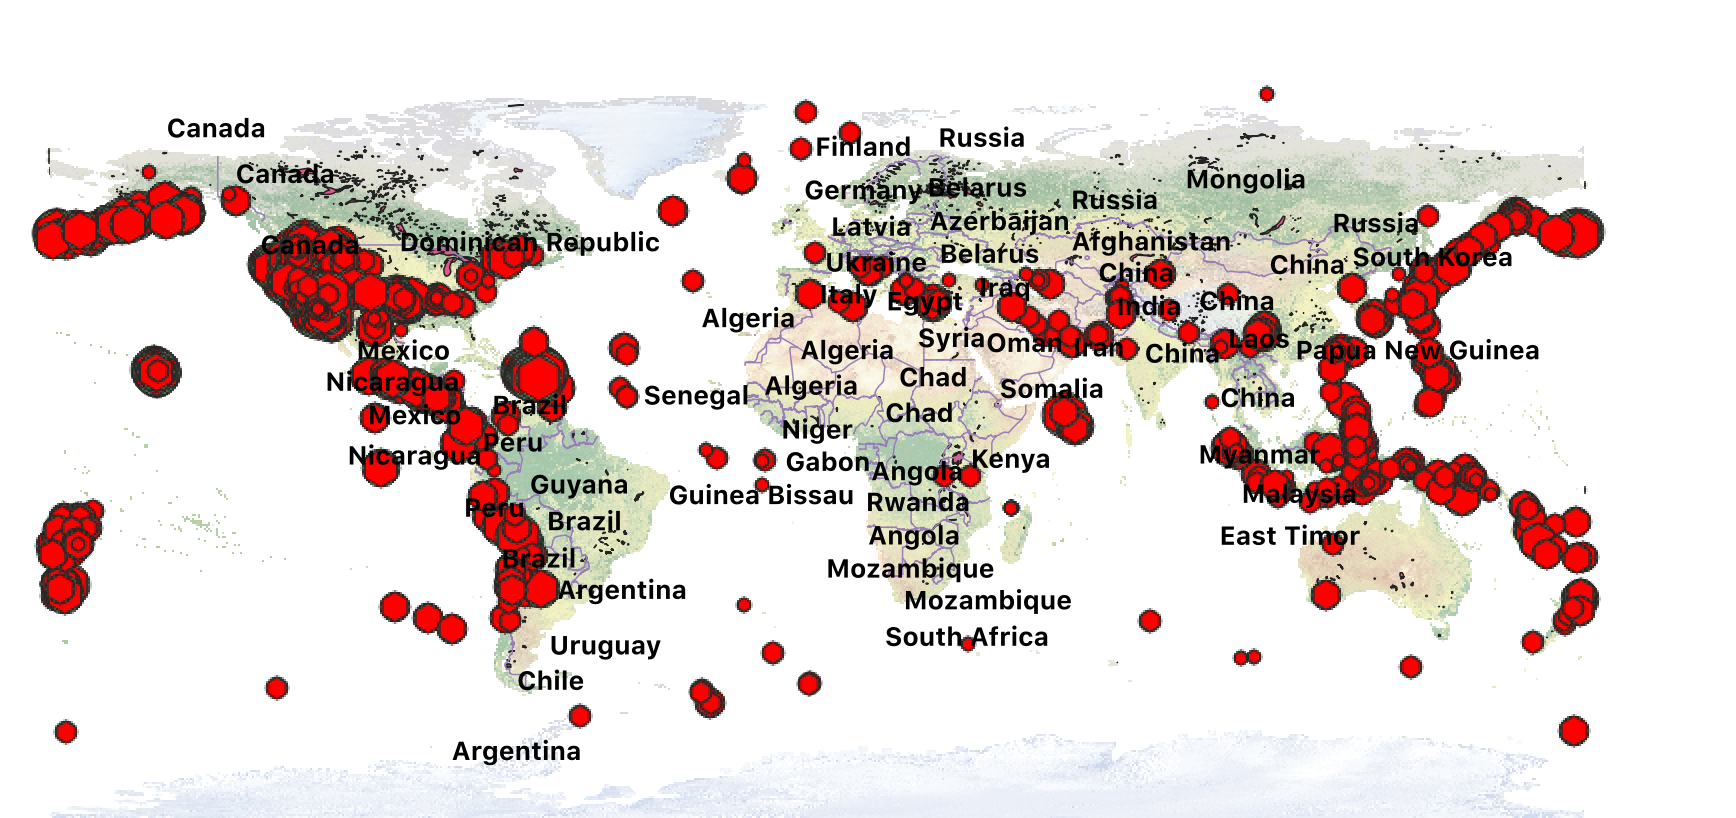 Canada
Finland
Russia
Canada
Germany
Belarus
Russia
Mongolia
Latvia
Azerbaijan
Russia
Canada
Dominican Republic
Ukraine
Belarus
Afghanistan
China
South Korea
China
Italy
Egypt
Iraq
India
China
Algeria
Mexico
Algeria
Syria
Oman
Iran
China
Laos
Papua New Guinea
Nicaragua
Senegal
Algeria
Chad
Somalia
China
Mexico
Brazil
Chad
Niger
Nicaragua
Peru
Gabon
Angola
Kenya
Myanmar
Guyana
Guinea Bissau
Rwanda
Malaysia
Peru
Brazil
Angola
East Timor
Brazil
Mozambique
Argentina
Mozambique
Uruguay
South Africa
Chile
Argentina